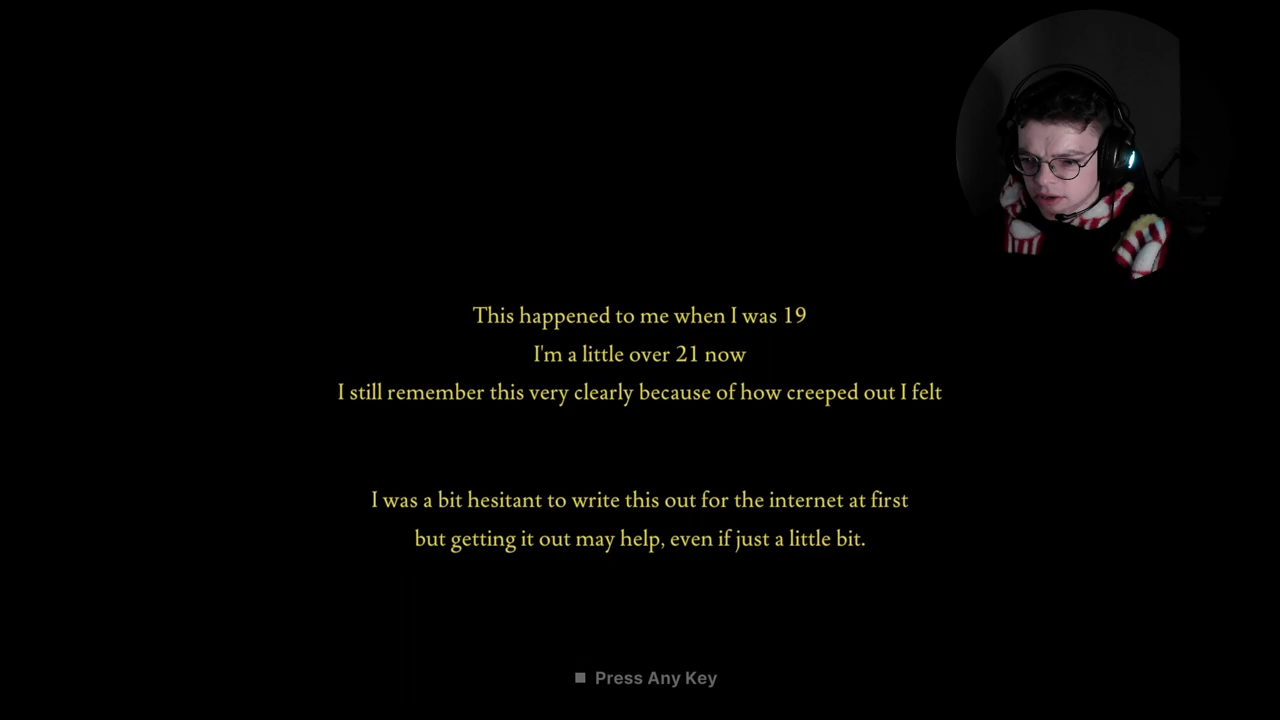 This happened to me when I was 19
I'm a little over 21 now
I still remember this very clearly because of how creeped out I felt
I was a bit hesitant to write this out for the internet at first
but getting it out may help, even if just a little bit.
Press Any Key